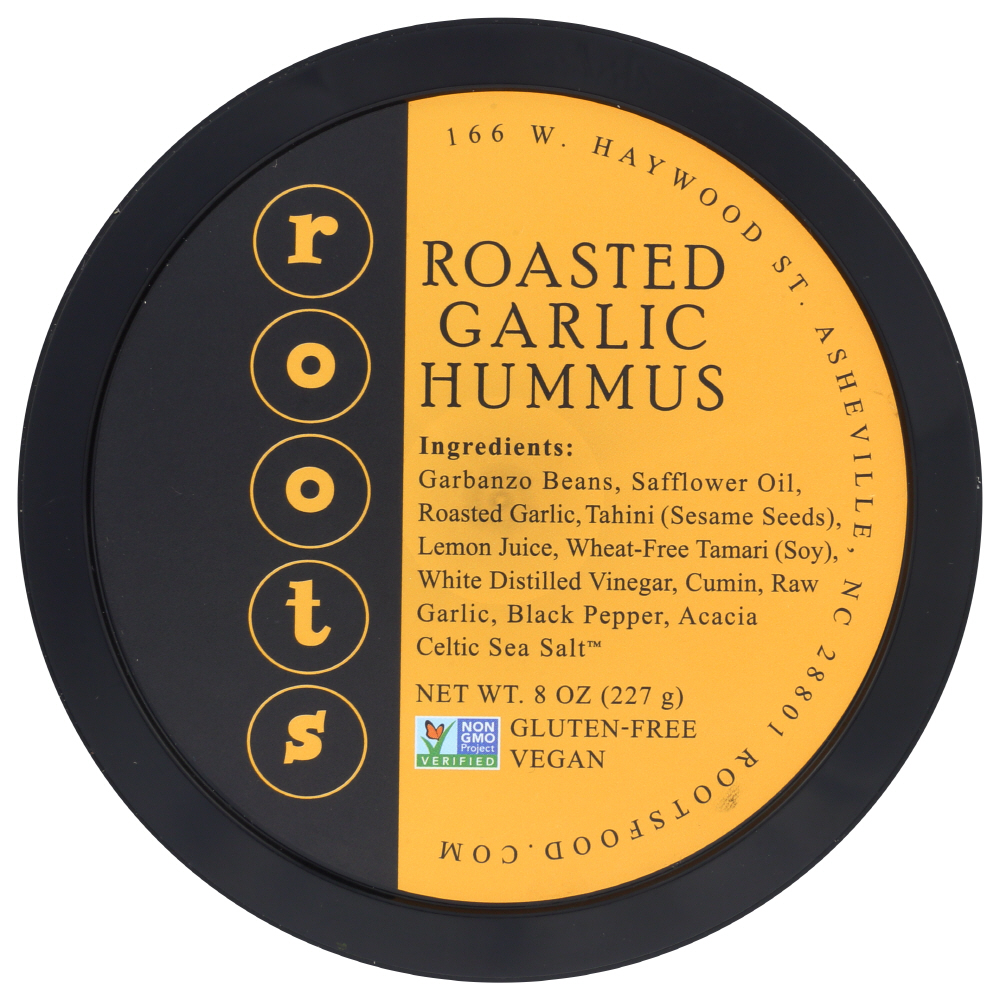 roots
166 W. HAYWOOD ST. ASHEVILLE, NC 28801 ROOTSFOOD.COM
ROASTED
GARLIC
HUMMUS
Ingredients:
Garbanzo Beans, Safflower Oil,
Roasted Garlic, Tahini (Sesame Seeds),
Lemon Juice, Wheat-Free Tamari (Soy),
White Distilled Vinegar, Cumin, Raw
Garlic, Black Pepper, Acacia
Celtic Sea Salt™
NET WT. 8 OZ (227 g)
NON
GMO
Project
VERIFIED
GLUTEN-FREE
VEGAN